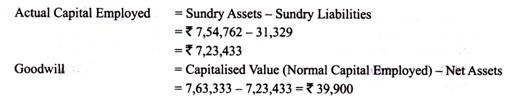 Actual Capital Employed = Sundry Assets – Sundry Liabilities
= ₹ 7,54,762 – 31,329
= ₹ 7,23,433
Goodwill = Capitalised Value (Normal Capital Employed) – Net Assets
= 7,63,333 – 7,23,433 = ₹ 39,900